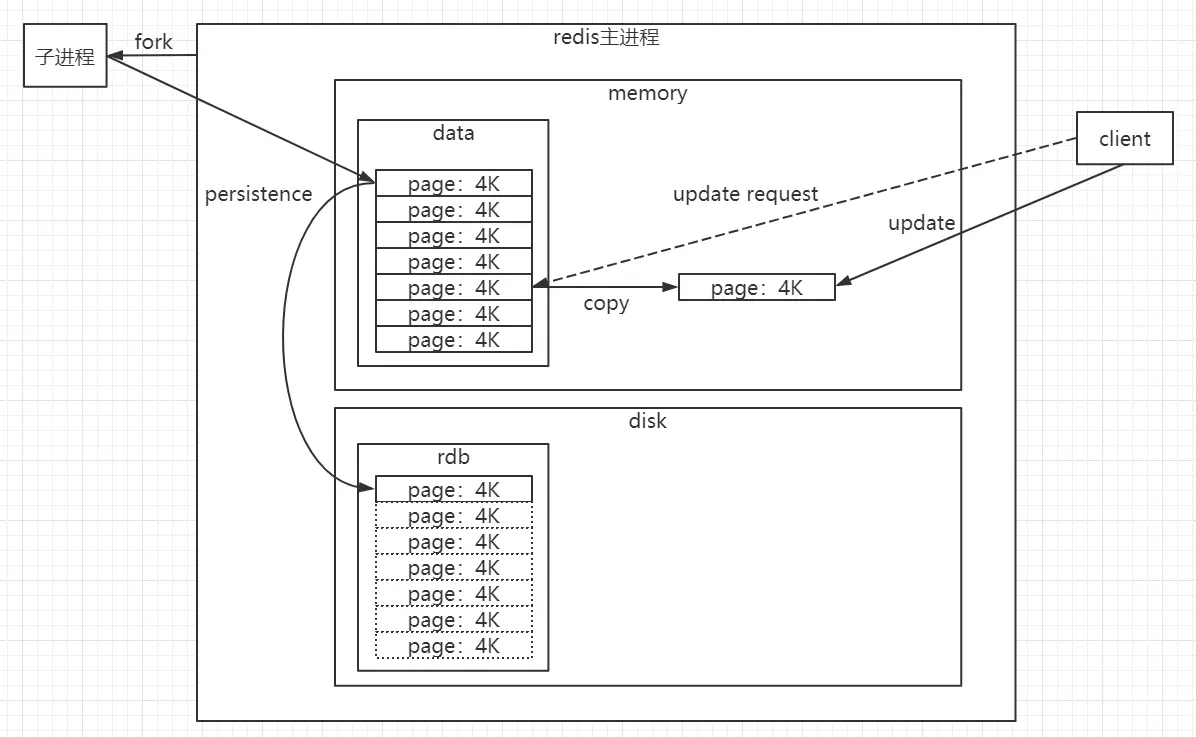 redis主进程
fork
子进程
memory
data
client
page：4K
page：4K
page：4K
page：4K
page：4K
page：4K
page：4K
persistence
update request
update
copy
page：4K
disk
rdb
page：4K
page：4K
page：4K
page：4K
page：4K
page：4K
page：4K